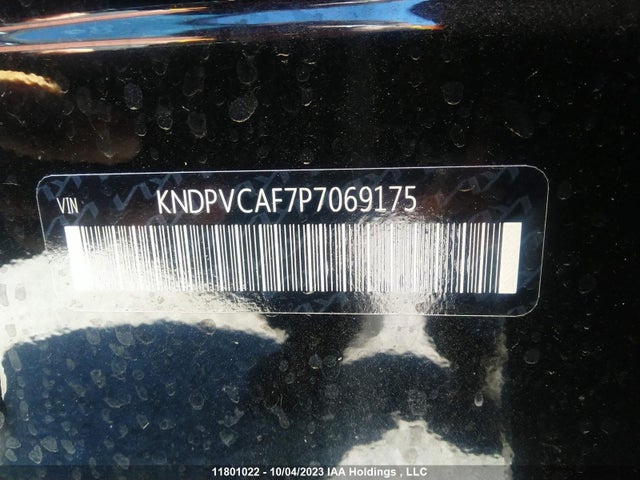 VIN
KNDPVCAF7P7069175
11801022 - 10/04/2023 IAA Holdings , LLC